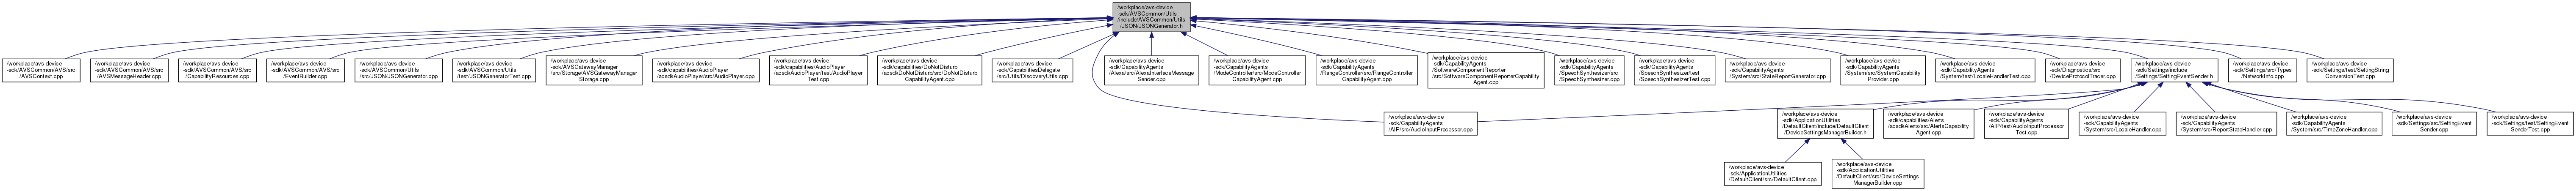 /workplace/avs-device
-sdk/AVSCommon/Utils
/include/AVSCommon/Utils
/JSON/JSONGenerator.h
/workplace/avs-device
-sdk/AVSCommon/AVS/src
/AVSContext.cpp
/workplace/avs-device
-sdk/AVSCommon/AVS/src
/AVSMessageHeader.cpp
/workplace/avs-device
-sdk/AVSCommon/AVS/src
/CapabilityResources.cpp
/workplace/avs-device
-sdk/AVSCommon/AVS/src
/EventBuilder.cpp
/workplace/avs-device
-sdk/AVSCommon/Utils
/src/JSON/JSONGenerator.cpp
/workplace/avs-device
-sdk/AVSCommon/Utils
/test/JSONGeneratorTest.cpp
/workplace/avs-device
-sdk/AVSGatewayManager
/src/Storage/AVSGatewayManager
Storage.cpp
/workplace/avs-device
-sdk/capabilities/AudioPlayer
/acsdkAudioPlayer/src/AudioPlayer.cpp
/workplace/avs-device
-sdk/capabilities/AudioPlayer
/acsdkAudioPlayer/test/AudioPlayer
Test.cpp
/workplace/avs-device
-sdk/capabilities/DoNotDisturb
/acsdkDoNotDisturb/src/DoNotDisturb
CapabilityAgent.cpp
/workplace/avs-device
-sdk/CapabilitiesDelegate
/src/Utils/DiscoveryUtils.cpp
/workplace/avs-device
-sdk/CapabilityAgents
/Alexa/src/AlexaInterfaceMessage
Sender.cpp
/workplace/avs-device
-sdk/CapabilityAgents
/ModeController/src/ModeController
CapabilityAgent.cpp
/workplace/avs-device
-sdk/CapabilityAgents
/RangeController/src/RangeController
CapabilityAgent.cpp
/workplace/avs-device
-sdk/CapabilityAgents
/SoftwareComponentReporter
/src/SoftwareComponentReporterCapability
Agent.cpp
/workplace/avs-device
-sdk/CapabilityAgents
/SpeechSynthesizer/src
/SpeechSynthesizer.cpp
/workplace/avs-device
-sdk/CapabilityAgents
/SpeechSynthesizer/test
/SpeechSynthesizerTest.cpp
/workplace/avs-device
-sdk/CapabilityAgents
/System/src/StateReportGenerator.cpp
/workplace/avs-device
-sdk/CapabilityAgents
/System/src/SystemCapability
Provider.cpp
/workplace/avs-device
-sdk/CapabilityAgents
/System/test/LocaleHandlerTest.cpp
/workplace/avs-device
-sdk/Diagnostics/src
/DeviceProtocolTracer.cpp
/workplace/avs-device
-sdk/Settings/include
/Settings/SettingEventSender.h
/workplace/avs-device
-sdk/Settings/src/Types
/NetworkInfo.cpp
/workplace/avs-device
-sdk/Settings/test/SettingString
ConversionTest.cpp
/workplace/avs-device
-sdk/CapabilityAgents
/AIP/src/AudioInputProcessor.cpp
/workplace/avs-device
-sdk/ApplicationUtilities
/DefaultClient/include/DefaultClient
/DeviceSettingsManagerBuilder.h
/workplace/avs-device
-sdk/capabilities/Alerts
/acsdkAlerts/src/AlertsCapability
Agent.cpp
/workplace/avs-device
-sdk/CapabilityAgents
/AIP/test/AudioInputProcessor
Test.cpp
/workplace/avs-device
-sdk/CapabilityAgents
/System/src/LocaleHandler.cpp
/workplace/avs-device
-sdk/CapabilityAgents
/System/src/ReportStateHandler.cpp
/workplace/avs-device
-sdk/CapabilityAgents
/System/src/TimeZoneHandler.cpp
/workplace/avs-device
-sdk/Settings/src/SettingEvent
Sender.cpp
/workplace/avs-device
-sdk/Settings/test/SettingEvent
SenderTest.cpp
/workplace/avs-device
-sdk/ApplicationUtilities
/DefaultClient/src/DefaultClient.cpp
/workplace/avs-device
-sdk/ApplicationUtilities
/DefaultClient/src/DeviceSettings
ManagerBuilder.cpp